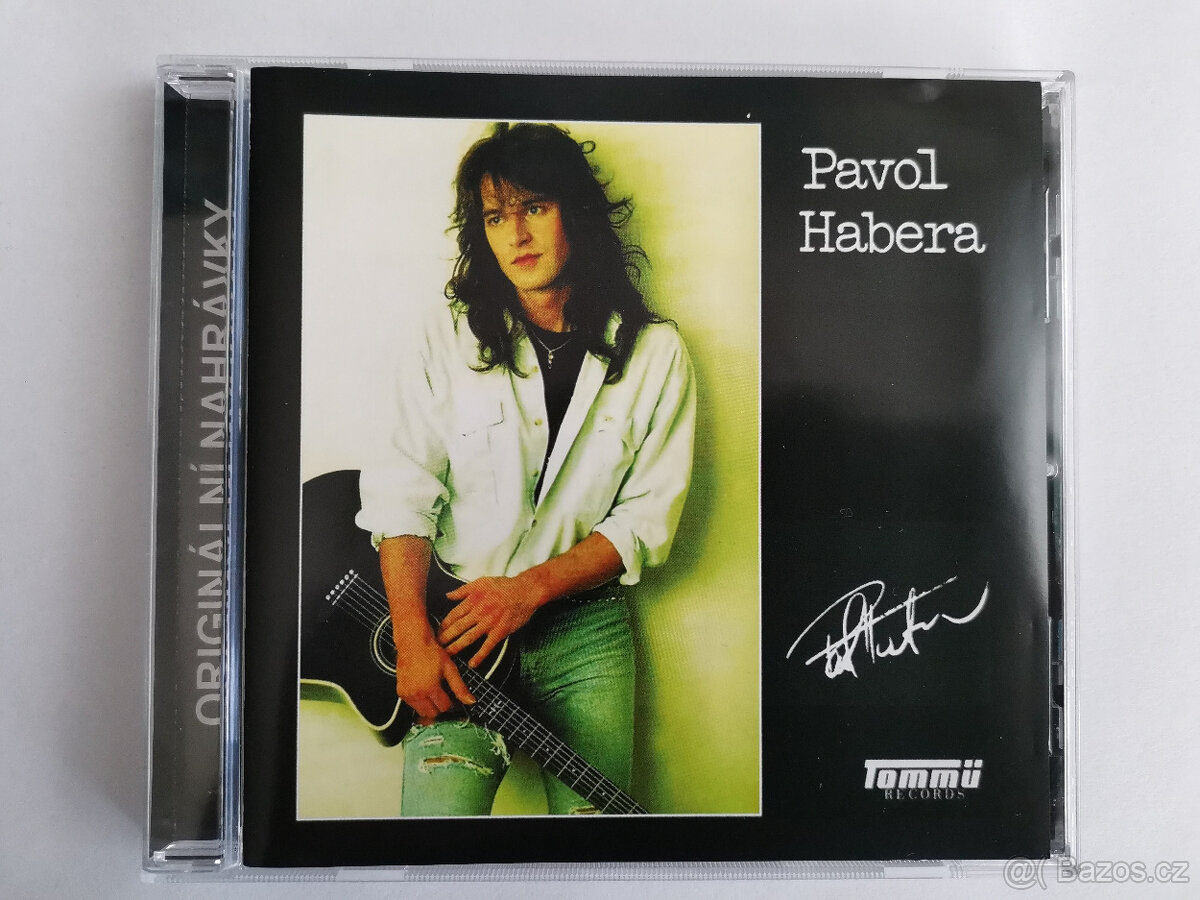 ORIGINÁLNÍ NAHRÁVKY
Pavol
Habera
Tommü
RECORDS
@( Bazos.cz